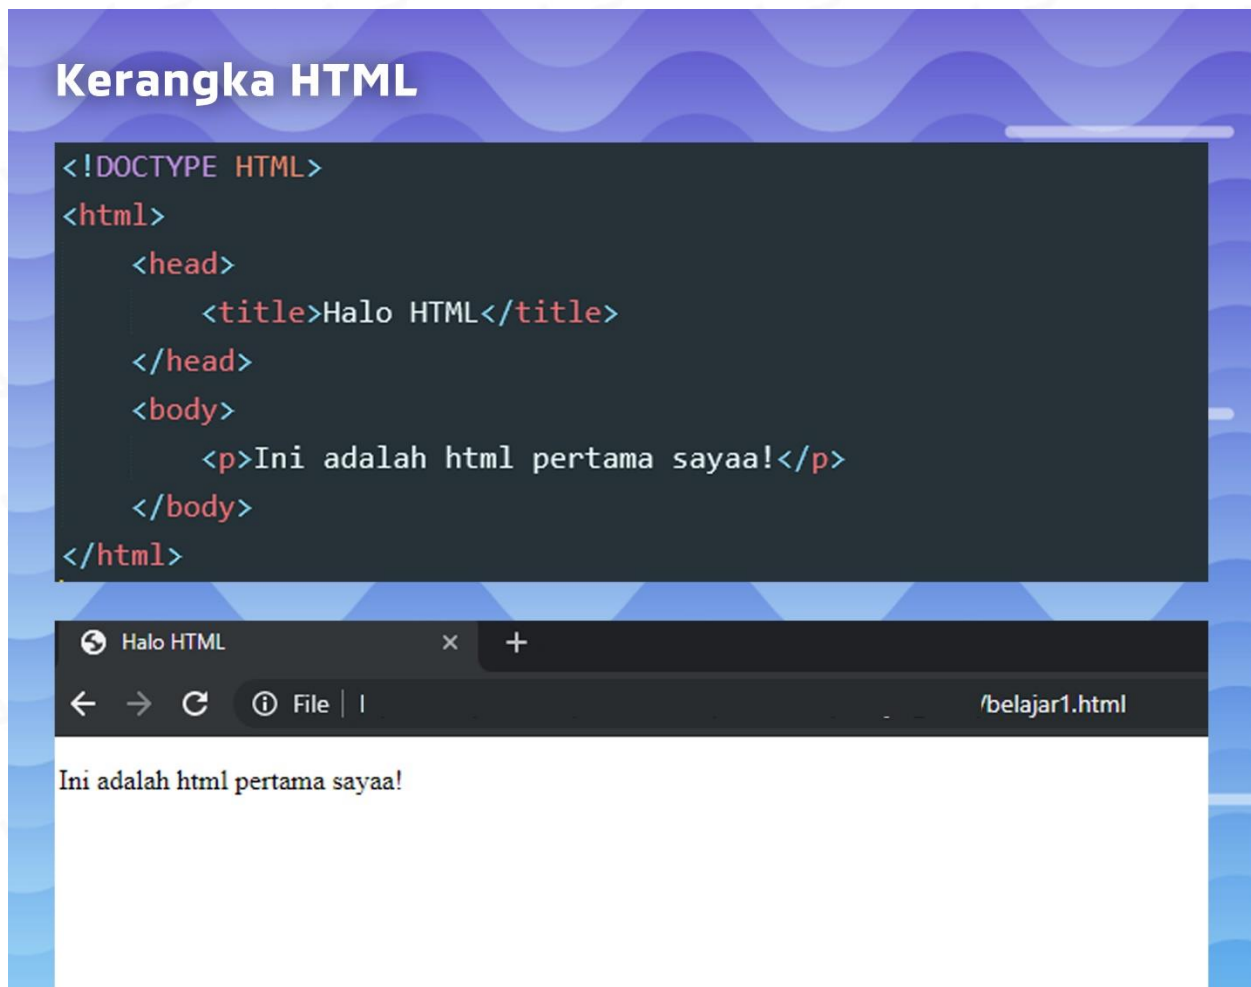 Kerangka HTML
<!DOCTYPE HTML>
<html>
<head>
<title>Halo HTML</title>
</head>
<body>
<p>Ini adalah html pertama sayaa!</p>
</body>
</html>
Halo HTML × +
File | /belajar1.html
Ini adalah html pertama sayaa!